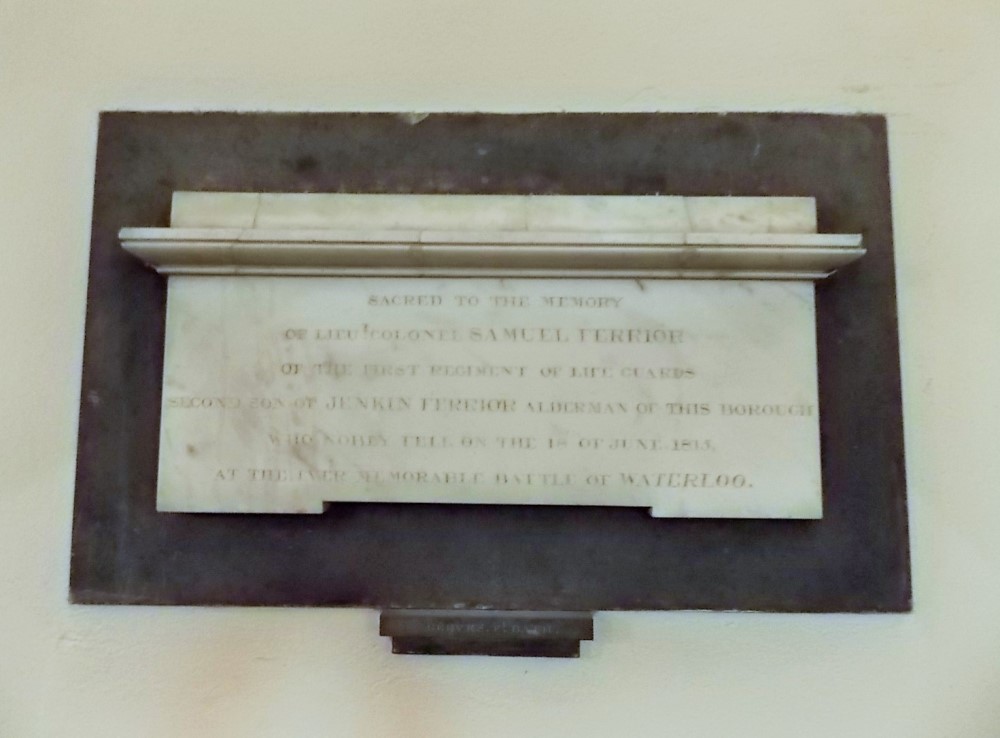 SACRED TO THE MEMORY
OF LIEUT COLONEL SAMUEL FERRIOR
OF THE FIRST REGIMENT OF LIFE GUARDS
SECOND SON OF JENKIN FERRIOR ALDERMAN OF THIS BOROUGH
WHO NOBLY FELL ON THE 18 OF JUNE 1815,
AT THE EVER MEMORABLE BATTLE OF WATERLOO.